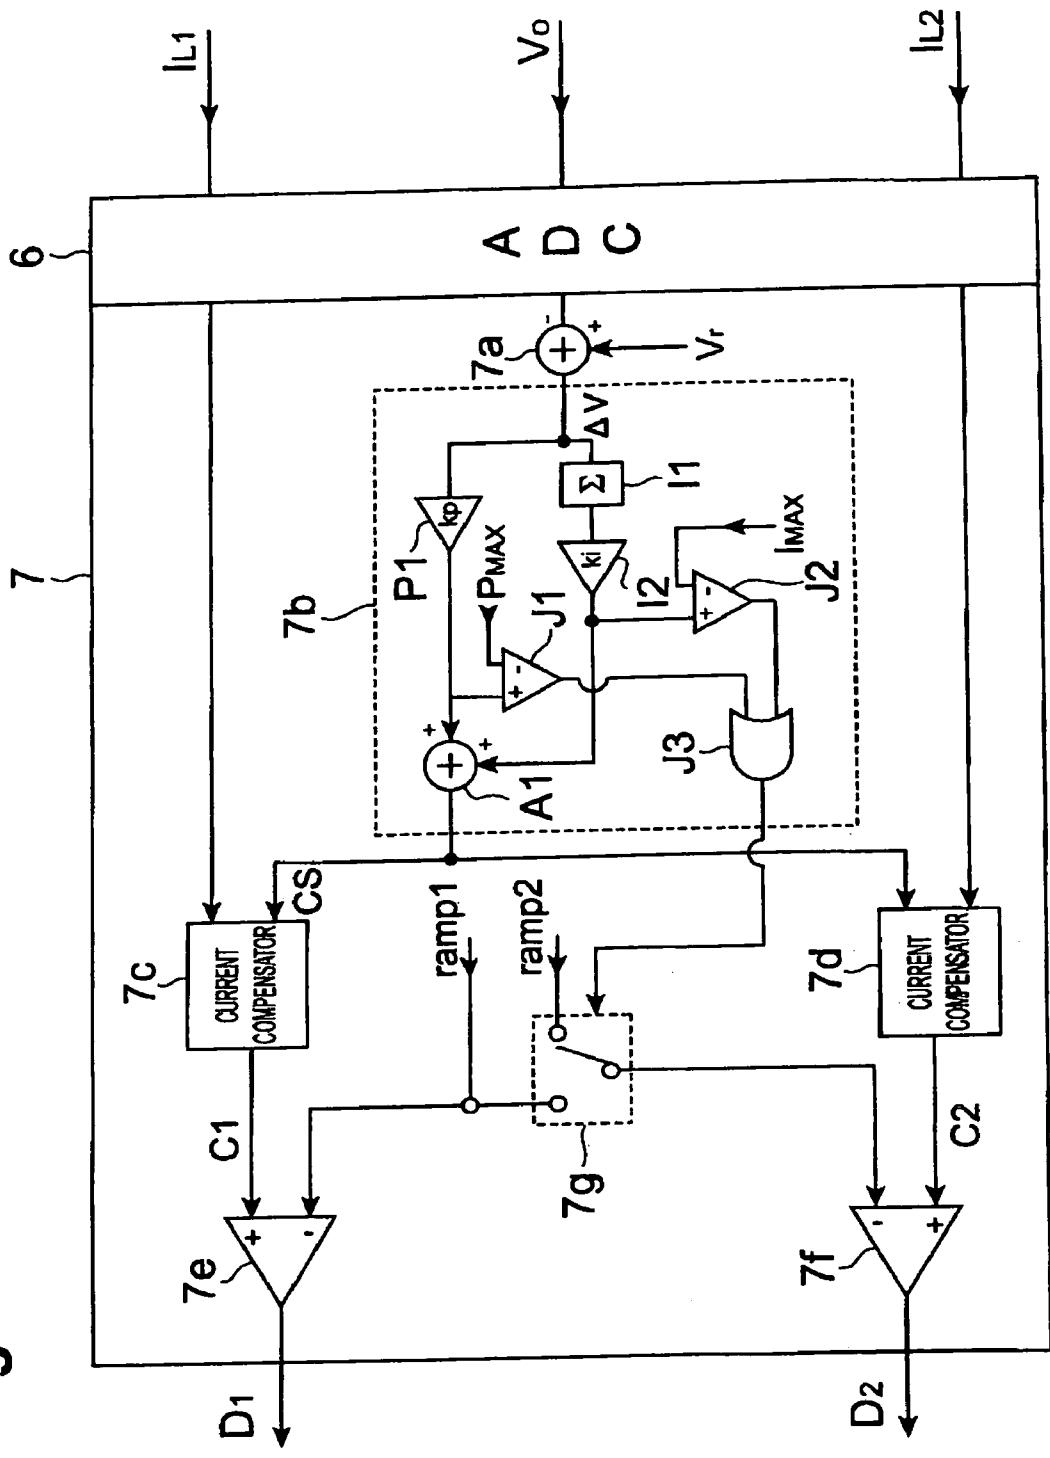 IL1
Vo
IL2
6
A D C
7
7a
-
+
Vr
ΔV
7b
kp
P1
PMAX
Σ
I1
ki
I2
IMAX
J1
+ -
J2
+ -
J3
+
+
+
A1
CS
7c
CURRENT
COMPENSATOR
7d
CURRENT
COMPENSATOR
ramp1
ramp2
7g
C1
C2
7e
+
-
7f
-
+
D1
D2